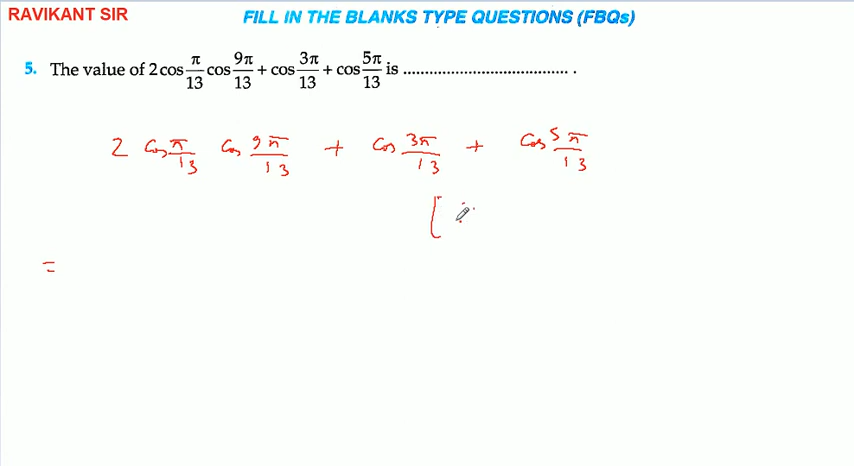 RAVIKANT SIR
FILL IN THE BLANKS TYPE QUESTIONS (FBQs)
5. The value of 2cos π/13 cos 9π/13 + cos 3π/13 + cos 5π/13 is ...................................... .
2 cos π/13 cos 9π/13 + cos 3π/13 + cos 5π/13
[
=